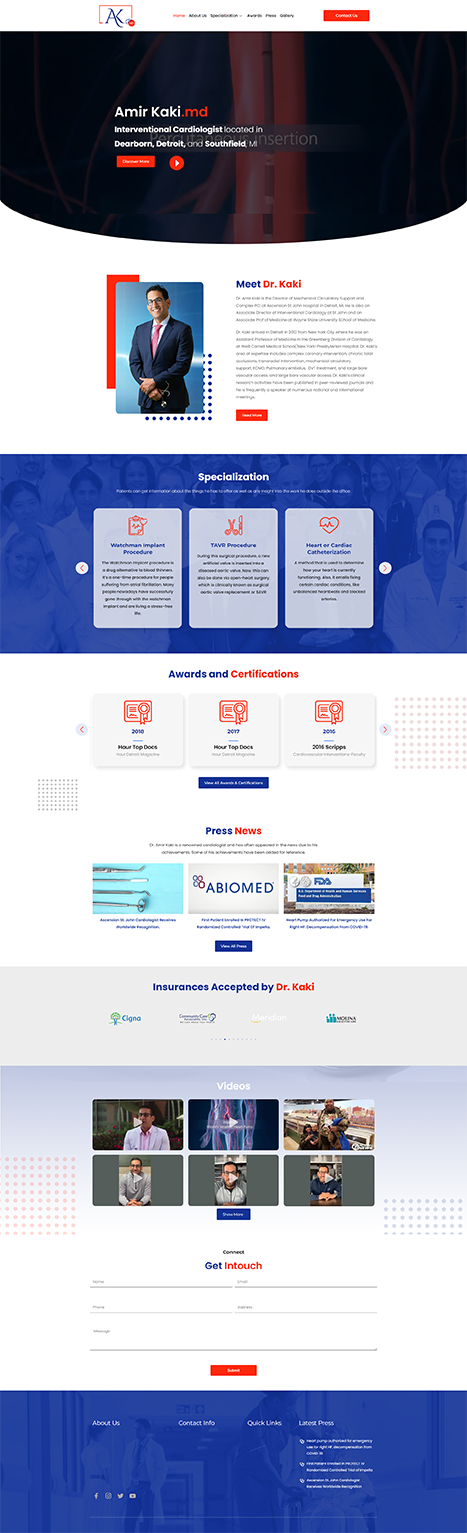 AK
Home About Us Specialization Awards Press Gallery
Contact Us
Amir Kaki.md
Percutaneous insertion
Interventional Cardiologist located in
Dearborn, Detroit, and Southfield, MI
Discover More
Meet Dr. Kaki
Dr. Amir Kaki is the Director of Mechanical Circulatory Support and
Complex PCI at Ascension St John hospital in Detroit, MI. He is also an
Associate Director of Interventional Cardiology at St John and an
Associate Prof of Medicine at Wayne State University School of Medicine.
Dr. Kaki arrived in Detroit in 2012 from New York City, where he was an
Assistant Professor of Medicine in the Greenberg Division of Cardiology
at Weill Cornell Medical School/New York Presbyterian Hospital. Dr. Kaki's
area of expertise includes complex coronary intervention, chronic total
occlusions, transradial intervention, mechanical circulatory
support, ECMO, Pulmonary embolus, DVT treatment, and large bore
vascular access, and large bore vascular access. Dr. Kaki's clinical
research activities have been published in peer-reviewed journals and
he is frequently a speaker at numerous national and international
meetings.
Read More
Specialization
Patients can get information about the things he has to offer as well as any insight into the work he does outside the office.
Watchman Implant
Procedure
The Watchman implant procedure is
a drug alternative to blood thinners.
It's a one-time procedure for people
suffering from atrial fibrillation. Many
people nowadays have successfully
gone through with the watchman
implant and are living a stress-free
life.
TAVR Procedure
During this surgical procedure, a new
artificial valve is inserted into a
diseased aortic valve. Now, this can
also be done via open-heart surgery
which is clinically known as surgical
aortic valve replacement or SAVR
Heart or Cardiac
Catheterization
A method that is used to determine
how your heart is currently
functioning. Also, it entails fixing
certain cardiac conditions, like
unbalanced heartbeats and blocked
arteries.
Awards and Certifications
2018
Hour Top Docs
Hour Detroit Magazine
2017
Hour Top Docs
Hour Detroit Magazine
2016
2016 Scripps
Cardiovascular Interventions-Faculty
View All Awards & Certifications
Press News
Dr. Amir Kaki is a renowned cardiologist and has often appeared in the news due to his
achievements. Some of his achievements have been added for reference.
ABIOMED
FDA
U.S. Department of Health and Human Services
Food and Drug Administration
Ascension St. John Cardiologist Receives
Worldwide Recognition.
First Patient Enrolled In PROTECT IV
Randomized Controlled Trial Of Impella.
Heart Pump Authorized For Emergency Use For
Right HF, Decompensation From COVID-19
View All Press
Insurances Accepted by Dr. Kaki
Cigna
Community Care
Meridian
MOLINA
HEALTHCARE
Videos
Show More
Connect
Get Intouch
Name
Email
Phone
Address
Message
Submit
About Us
Contact Info
Quick Links
Latest Press
Heart pump authorized for emergency
use for right HF, decompensation from
COVID-19
First Patient Enrolled in PROTECT IV
Randomized Controlled Trial of Impella
Ascension St. John Cardiologist
Receives Worldwide Recognition